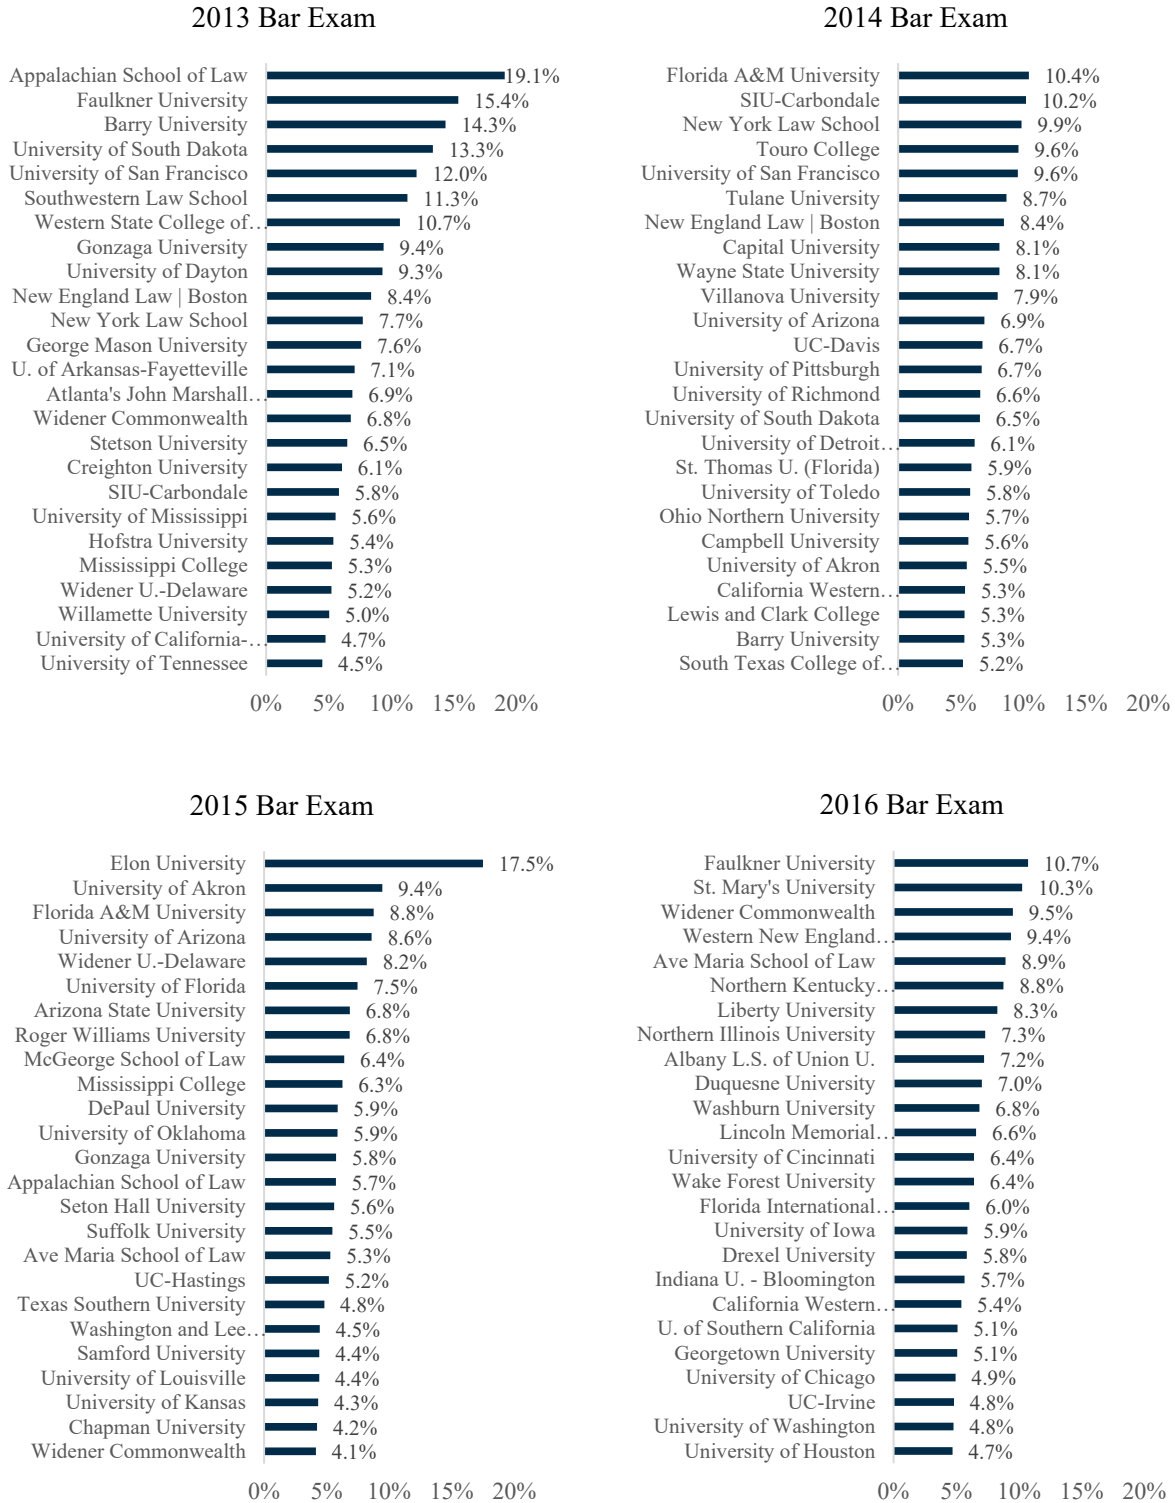 2013 Bar Exam
Appalachian School of Law 19.1%
Faulkner University 15.4%
Barry University 14.3%
University of South Dakota 13.3%
University of San Francisco 12.0%
Southwestern Law School 11.3%
Western State College of... 10.7%
Gonzaga University 9.4%
University of Dayton 9.3%
New England Law | Boston 8.4%
New York Law School 7.7%
George Mason University 7.6%
U. of Arkansas-Fayetteville 7.1%
Atlanta's John Marshall... 6.9%
Widener Commonwealth 6.8%
Stetson University 6.5%
Creighton University 6.1%
SIU-Carbondale 5.8%
University of Mississippi 5.6%
Hofstra University 5.4%
Mississippi College 5.3%
Widener U.-Delaware 5.2%
Willamette University 5.0%
University of California-... 4.7%
University of Tennessee 4.5%
0% 5% 10% 15% 20%
2014 Bar Exam
Florida A&M University 10.4%
SIU-Carbondale 10.2%
New York Law School 9.9%
Touro College 9.6%
University of San Francisco 9.6%
Tulane University 8.7%
New England Law | Boston 8.4%
Capital University 8.1%
Wayne State University 8.1%
Villanova University 7.9%
University of Arizona 6.9%
UC-Davis 6.7%
University of Pittsburgh 6.7%
University of Richmond 6.6%
University of South Dakota 6.5%
University of Detroit... 6.1%
St. Thomas U. (Florida) 5.9%
University of Toledo 5.8%
Ohio Northern University 5.7%
Campbell University 5.6%
University of Akron 5.5%
California Western... 5.3%
Lewis and Clark College 5.3%
Barry University 5.3%
South Texas College of... 5.2%
0% 5% 10% 15% 20%
2015 Bar Exam
Elon University 17.5%
University of Akron 9.4%
Florida A&M University 8.8%
University of Arizona 8.6%
Widener U.-Delaware 8.2%
University of Florida 7.5%
Arizona State University 6.8%
Roger Williams University 6.8%
McGeorge School of Law 6.4%
Mississippi College 6.3%
DePaul University 5.9%
University of Oklahoma 5.9%
Gonzaga University 5.8%
Appalachian School of Law 5.7%
Seton Hall University 5.6%
Suffolk University 5.5%
Ave Maria School of Law 5.3%
UC-Hastings 5.2%
Texas Southern University 4.8%
Washington and Lee... 4.5%
Samford University 4.4%
University of Louisville 4.4%
University of Kansas 4.3%
Chapman University 4.2%
Widener Commonwealth 4.1%
0% 5% 10% 15% 20%
2016 Bar Exam
Faulkner University 10.7%
St. Mary's University 10.3%
Widener Commonwealth 9.5%
Western New England... 9.4%
Ave Maria School of Law 8.9%
Northern Kentucky... 8.8%
Liberty University 8.3%
Northern Illinois University 7.3%
Albany L.S. of Union U. 7.2%
Duquesne University 7.0%
Washburn University 6.8%
Lincoln Memorial... 6.6%
University of Cincinnati 6.4%
Wake Forest University 6.4%
Florida International... 6.0%
University of Iowa 5.9%
Drexel University 5.8%
Indiana U. - Bloomington 5.7%
California Western... 5.4%
U. of Southern California 5.1%
Georgetown University 5.1%
University of Chicago 4.9%
UC-Irvine 4.8%
University of Washington 4.8%
University of Houston 4.7%
0% 5% 10% 15% 20%